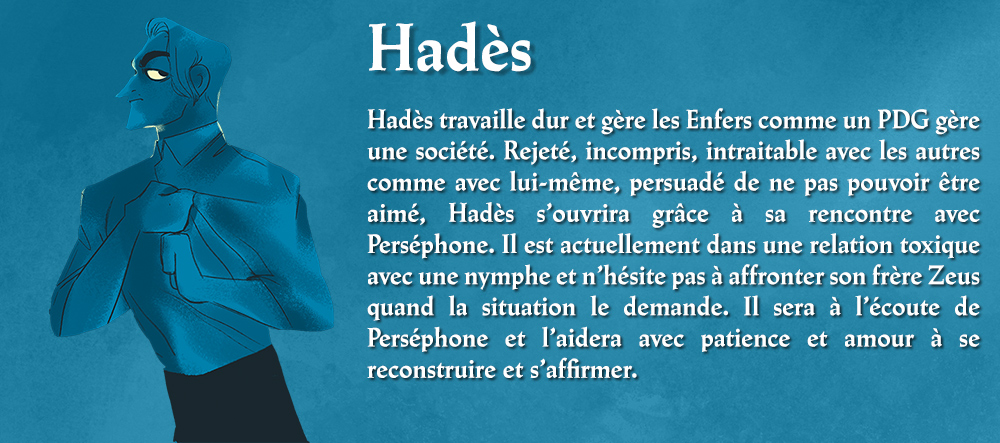 Hadès
Hadès travaille dur et gère les Enfers comme un PDG gère
une société. Rejeté, incompris, intraitable avec les autres
comme avec lui-même, persuadé de ne pas pouvoir être
aimé, Hadès s’ouvrira grâce à sa rencontre avec
Perséphone. Il est actuellement dans une relation toxique
avec une nymphe et n’hésite pas à affronter son frère Zeus
quand la situation le demande. Il sera à l’écoute de
Perséphone et l’aidera avec patience et amour à se
reconstruire et s’affirmer.